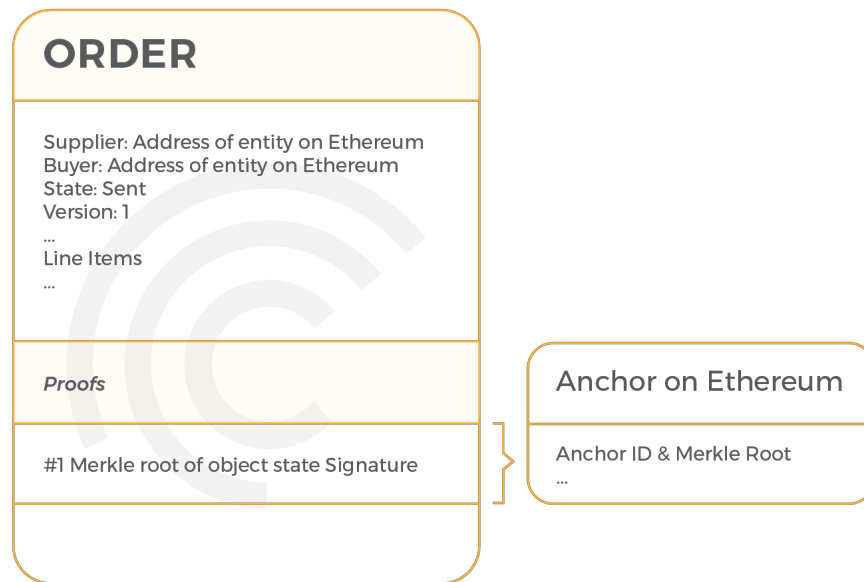 ORDER
Supplier: Address of entity on Ethereum
Buyer: Address of entity on Ethereum
State: Sent
Version: 1
...
Line Items
...
Proofs
#1 Merkle root of object state Signature
Anchor on Ethereum
Anchor ID & Merkle Root
...